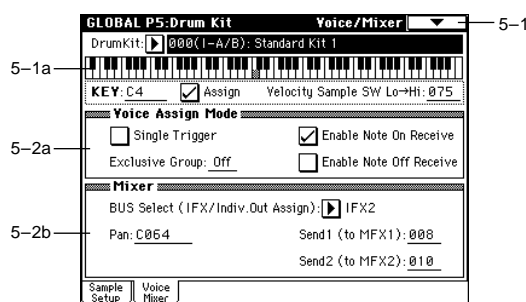 GLOBAL P5:Drum Kit Voice/Mixer
5–1
DrumKit: 000(I-A/B): Standard Kit 1
5–1a
KEY: C4 Assign Velocity Sample SW Lo→Hi: 075
Voice Assign Mode
Single Trigger Enable Note On Receive
5–2a
Exclusive Group: Off Enable Note Off Receive
Mixer
BUS Select (IFX/Indiv.Out Assign): IFX2
5–2b
Pan: C064 Send1 (to MFX1): 008
Send2 (to MFX2): 010
Sample Setup
Voice Mixer